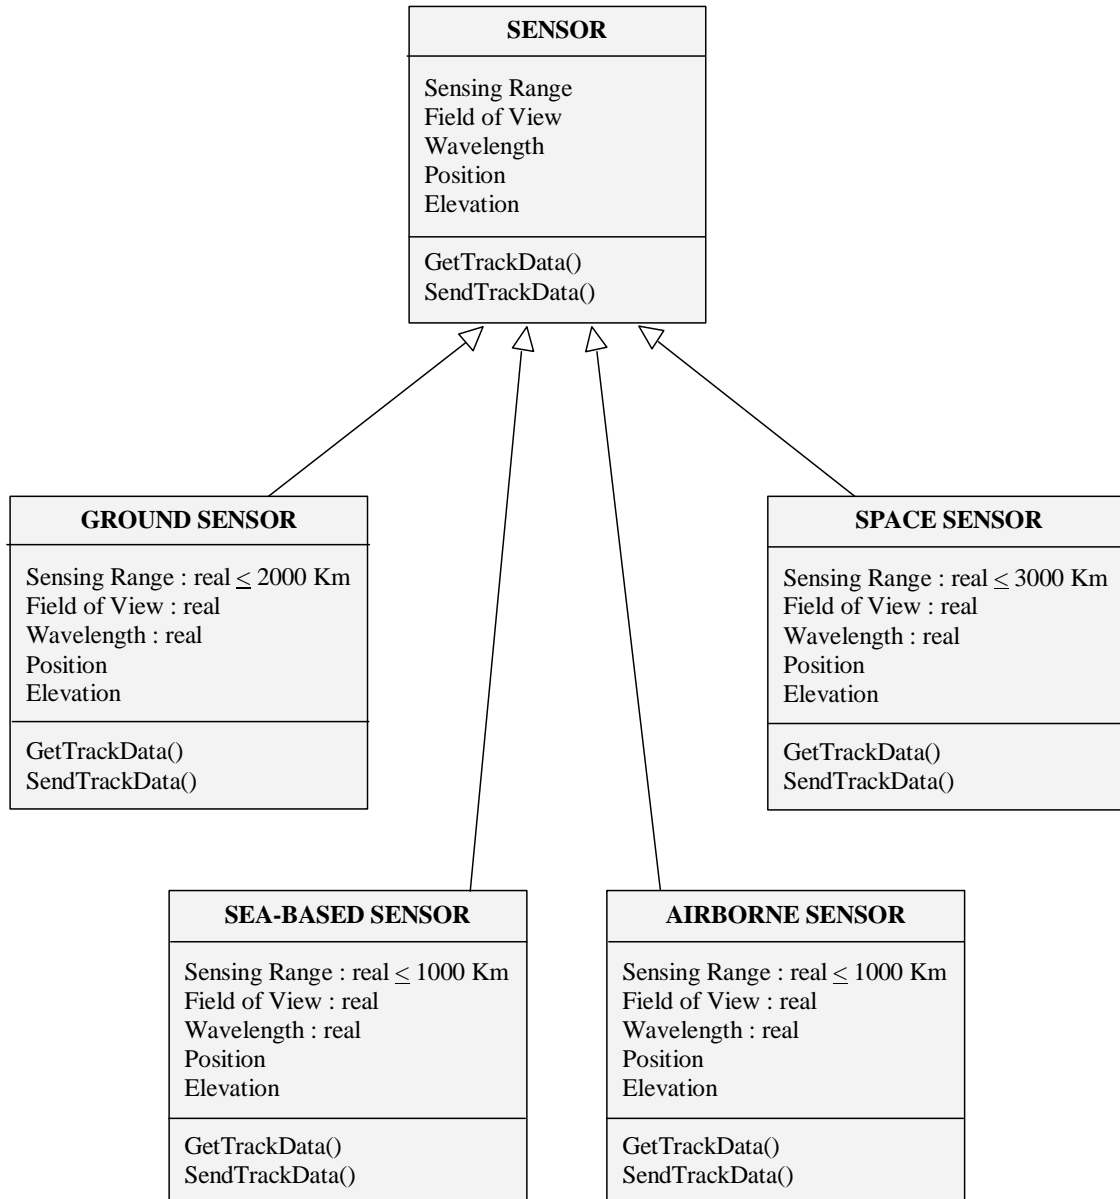 SENSOR
Sensing Range
Field of View
Wavelength
Position
Elevation
GetTrackData()
SendTrackData()
GROUND SENSOR
Sensing Range : real ≤ 2000 Km
Field of View : real
Wavelength : real
Position
Elevation
GetTrackData()
SendTrackData()
SPACE SENSOR
Sensing Range : real ≤ 3000 Km
Field of View : real
Wavelength : real
Position
Elevation
GetTrackData()
SendTrackData()
SEA-BASED SENSOR
Sensing Range : real ≤ 1000 Km
Field of View : real
Wavelength : real
Position
Elevation
GetTrackData()
SendTrackData()
AIRBORNE SENSOR
Sensing Range : real ≤ 1000 Km
Field of View : real
Wavelength : real
Position
Elevation
GetTrackData()
SendTrackData()